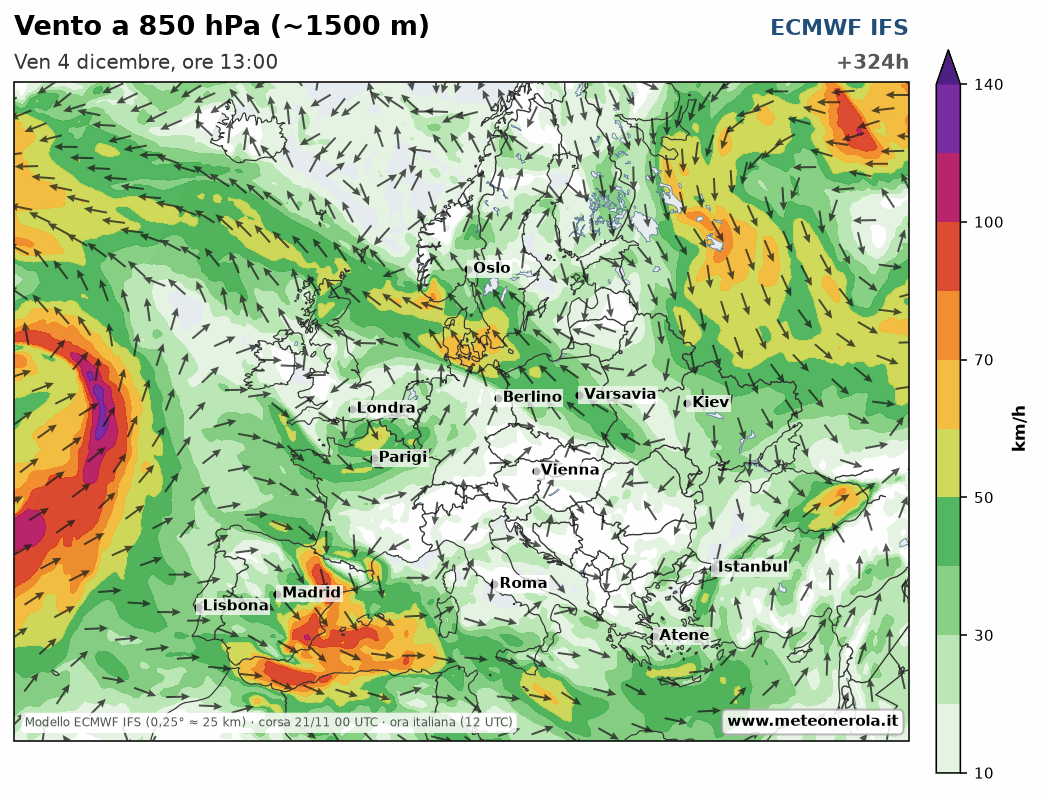 Vento a 850 hPa (~1500 m)
ECMWF IFS
Ven 4 dicembre, ore 13:00
+324h
140
100
70
50
30
10
km/h
Oslo
Berlino
Varsavia
Kiev
Londra
Parigi
Vienna
Istanbul
Roma
Madrid
Lisbona
Atene
Modello ECMWF IFS (0,25° ≈ 25 km) · corsa 21/11 00 UTC · ora italiana (12 UTC)
www.meteonerola.it